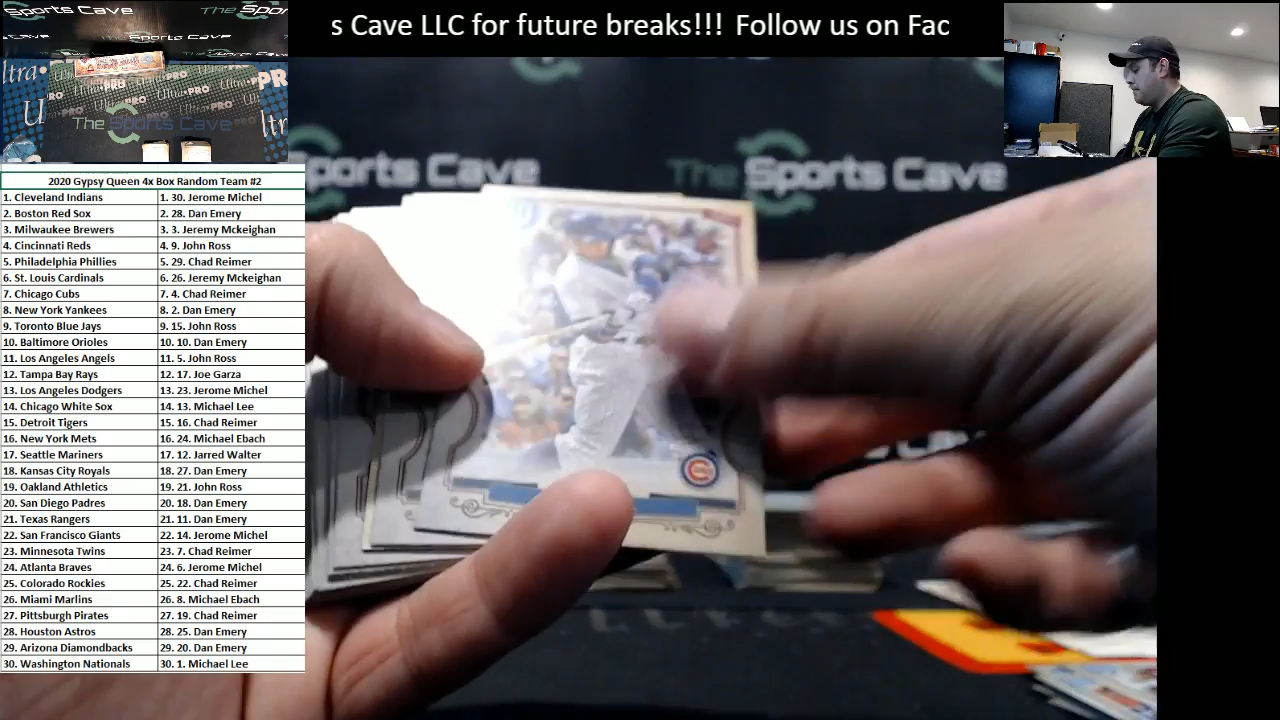 s Cave LLC for future breaks!!! Follow us on Fac
The Sports Cave
Sports Cave
The Sports Cave
2020 Gypsy Queen 4x Box Random Team #2
1. Cleveland Indians 1. 30. Jerome Michel
2. Boston Red Sox 2. 28. Dan Emery
3. Milwaukee Brewers 3. 3. Jeremy Mckeighan
4. Cincinnati Reds 4. 9. John Ross
5. Philadelphia Phillies 5. 29. Chad Reimer
6. St. Louis Cardinals 6. 26. Jeremy Mckeighan
7. Chicago Cubs 7. 4. Chad Reimer
8. New York Yankees 8. 2. Dan Emery
9. Toronto Blue Jays 9. 15. John Ross
10. Baltimore Orioles 10. 10. Dan Emery
11. Los Angeles Angels 11. 5. John Ross
12. Tampa Bay Rays 12. 17. Joe Garza
13. Los Angeles Dodgers 13. 23. Jerome Michel
14. Chicago White Sox 14. 13. Michael Lee
15. Detroit Tigers 15. 16. Chad Reimer
16. New York Mets 16. 24. Michael Ebach
17. Seattle Mariners 17. 12. Jarred Walter
18. Kansas City Royals 18. 27. Dan Emery
19. Oakland Athletics 19. 21. John Ross
20. San Diego Padres 20. 18. Dan Emery
21. Texas Rangers 21. 11. Dan Emery
22. San Francisco Giants 22. 14. Jerome Michel
23. Minnesota Twins 23. 7. Chad Reimer
24. Atlanta Braves 24. 6. Jerome Michel
25. Colorado Rockies 25. 22. Chad Reimer
26. Miami Marlins 26. 8. Michael Ebach
27. Pittsburgh Pirates 27. 19. Chad Reimer
28. Houston Astros 28. 25. Dan Emery
29. Arizona Diamondbacks 29. 20. Dan Emery
30. Washington Nationals 30. 1. Michael Lee